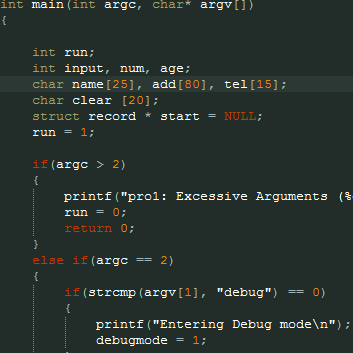 int main(int argc, char* argv[])
{
int run;
int input, num, age;
char name[25], add[80], tel[15];
char clear [20];
struct record * start = NULL;
run = 1;
if(argc > 2)
{
printf("pro1: Excessive Arguments (%
run = 0;
return 0;
}
else if(argc == 2)
{
if(strcmp(argv[1], "debug") == 0)
{
printf("Entering Debug mode\n");
debugmode = 1;